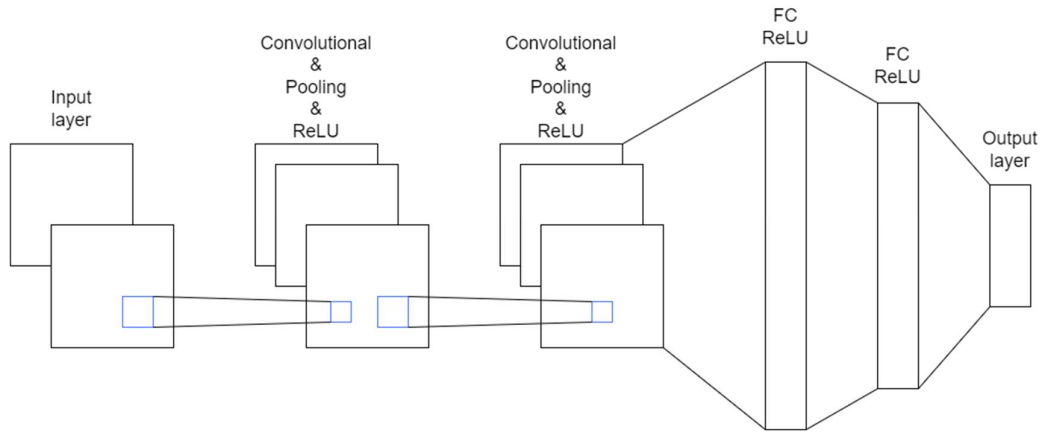 Input
layer
Convolutional
&
Pooling
&
ReLU
Convolutional
&
Pooling
&
ReLU
FC
ReLU
FC
ReLU
Output
layer